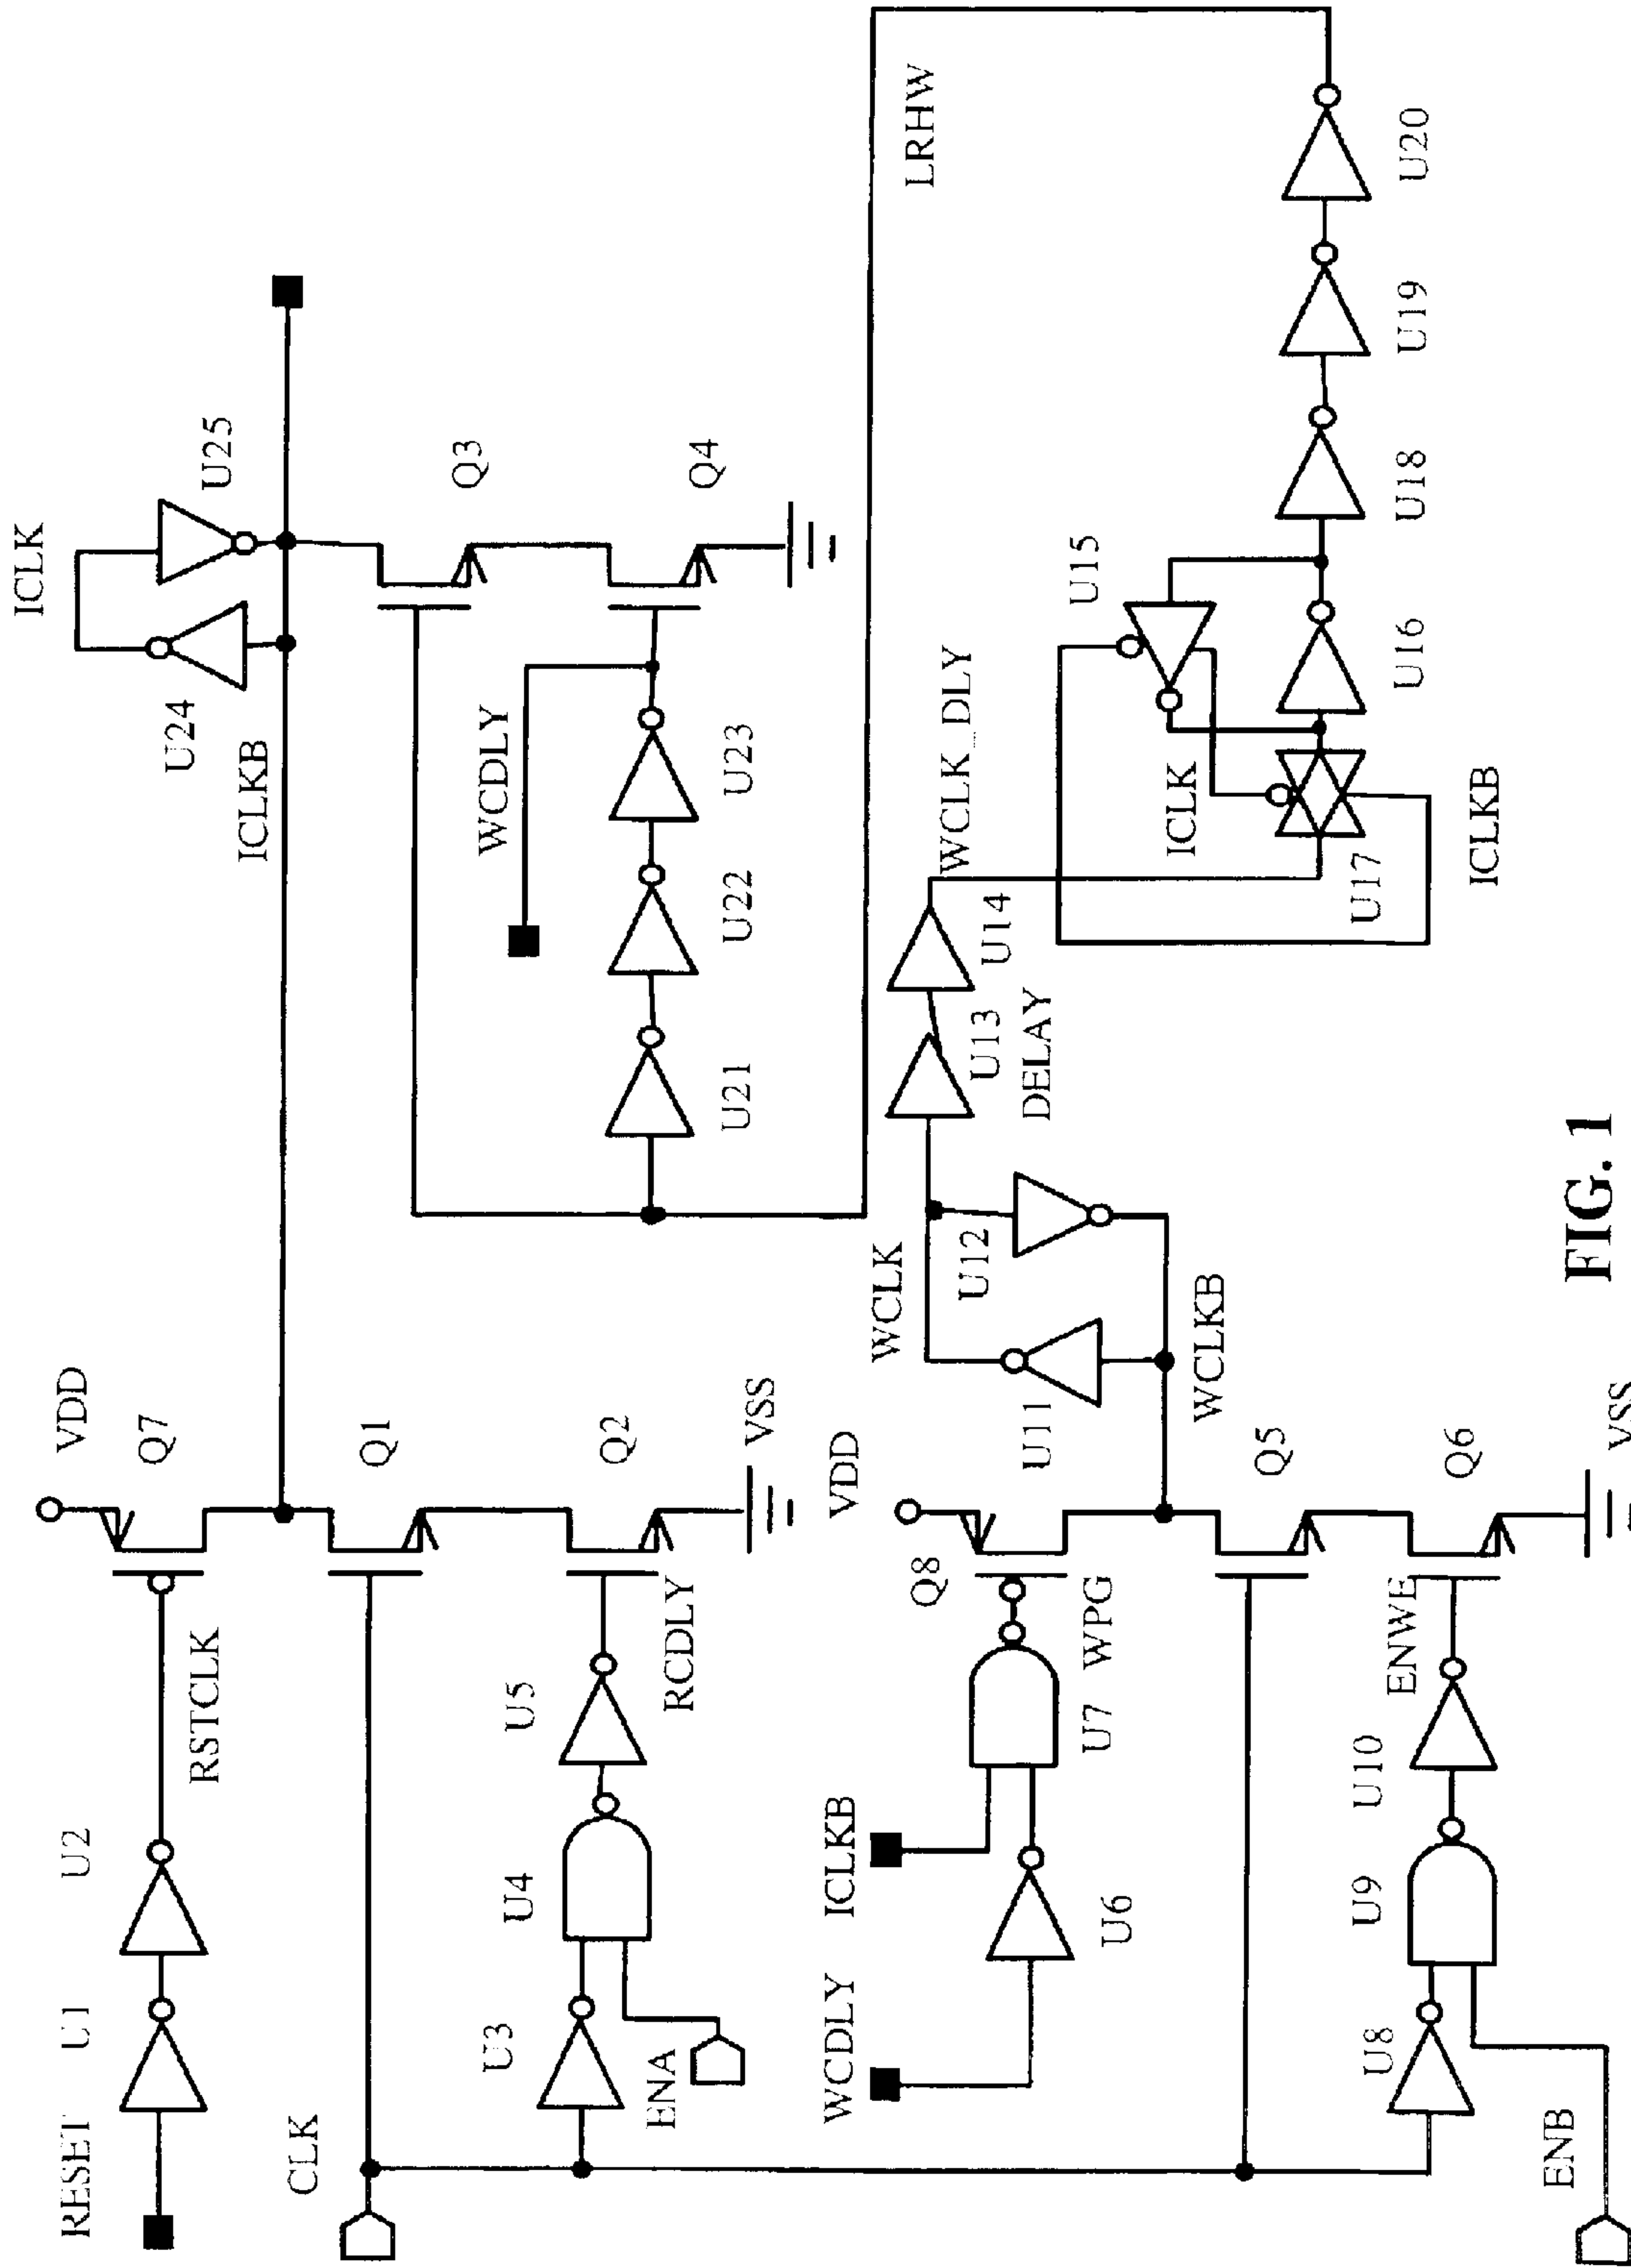 RESET
U1
U2
RSTCLK
VDD
Q7
CLK
Q1
U3
U4
U5
ENA
RCDLY
Q2
VSS
ICLKB
ICLK
U24
U25
Q3
WCDLY
U21
U22
U23
Q4
WCDLY
ICLKB
U6
U7
WPG
Q8
VDD
U8
U9
U10
ENB
ENWE
Q5
Q6
VSS
WCLKB
U11
U12
WCLK
U13
DELAY
U14
WCLK_DLY
LRHW
U15
ICLK
U17
U16
ICLKB
U18
U19
U20
FIG. 1